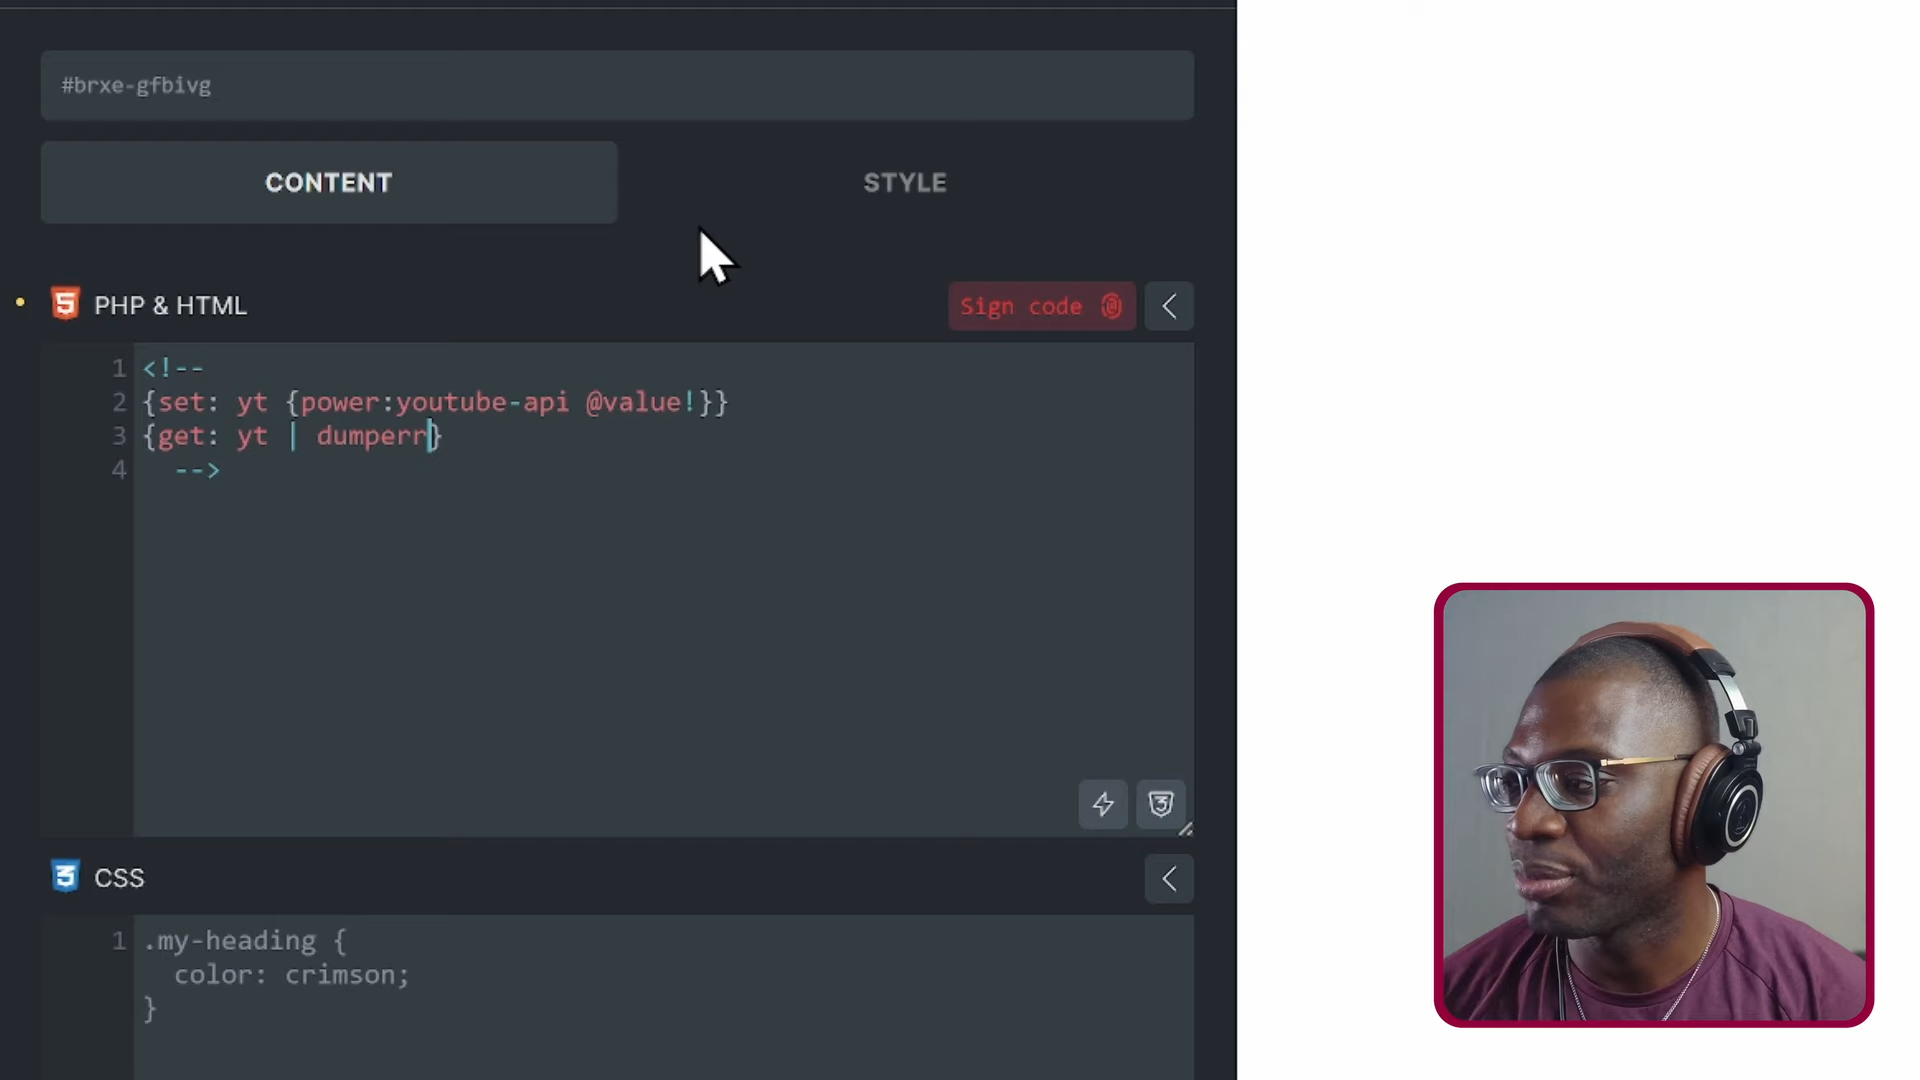 #brxe-gfbivg
CONTENT
STYLE
PHP & HTML
Sign code
1 <!--
2 {set: yt {power:youtube-api @value!}}
3 {get: yt | dumperr}
4 -->
CSS
1 .my-heading {
color: crimson;
}